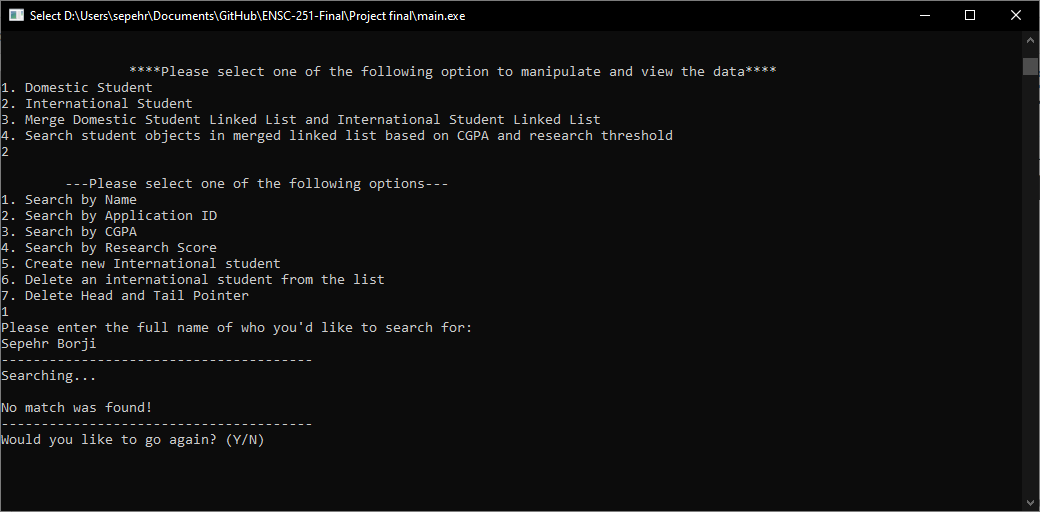 Select D:\Users\sepehr\Documents\GitHub\ENSC-251-Final\Project final\main.exe
****Please select one of the following option to manipulate and view the data****
1. Domestic Student
2. International Student
3. Merge Domestic Student Linked List and International Student Linked List
4. Search student objects in merged linked list based on CGPA and research threshold
2
---Please select one of the following options---
1. Search by Name
2. Search by Application ID
3. Search by CGPA
4. Search by Research Score
5. Create new International student
6. Delete an international student from the list
7. Delete Head and Tail Pointer
1
Please enter the full name of who you'd like to search for:
Sepehr Borji
---------------------------------------
Searching...
No match was found!
---------------------------------------
Would you like to go again? (Y/N)